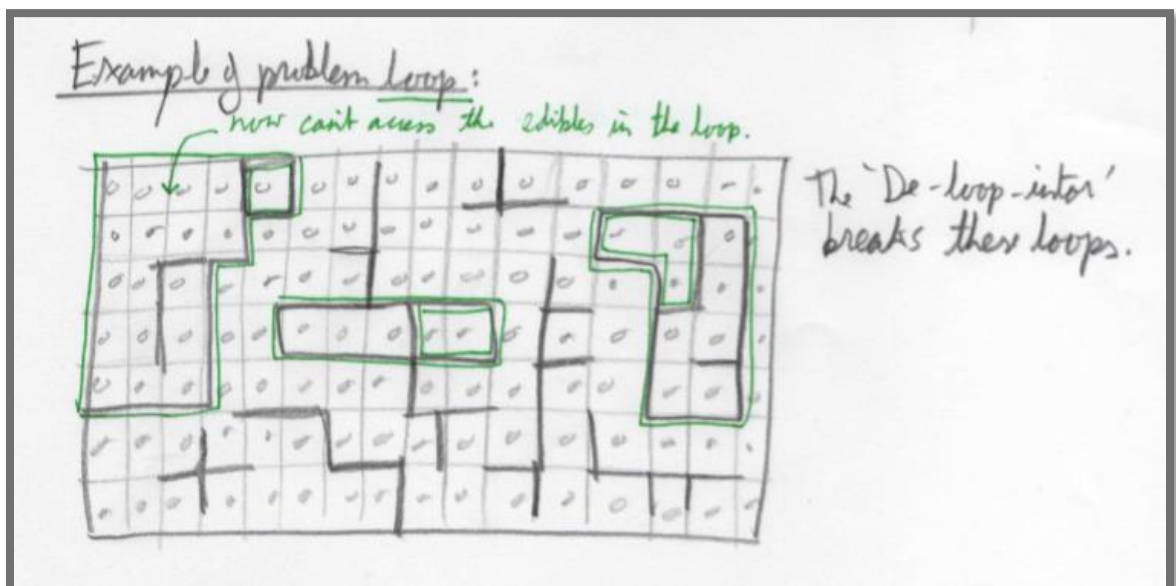 Example of problem loop:
now can't access the edibles in the loop.
The 'De-loop-inator'
breaks these loops.